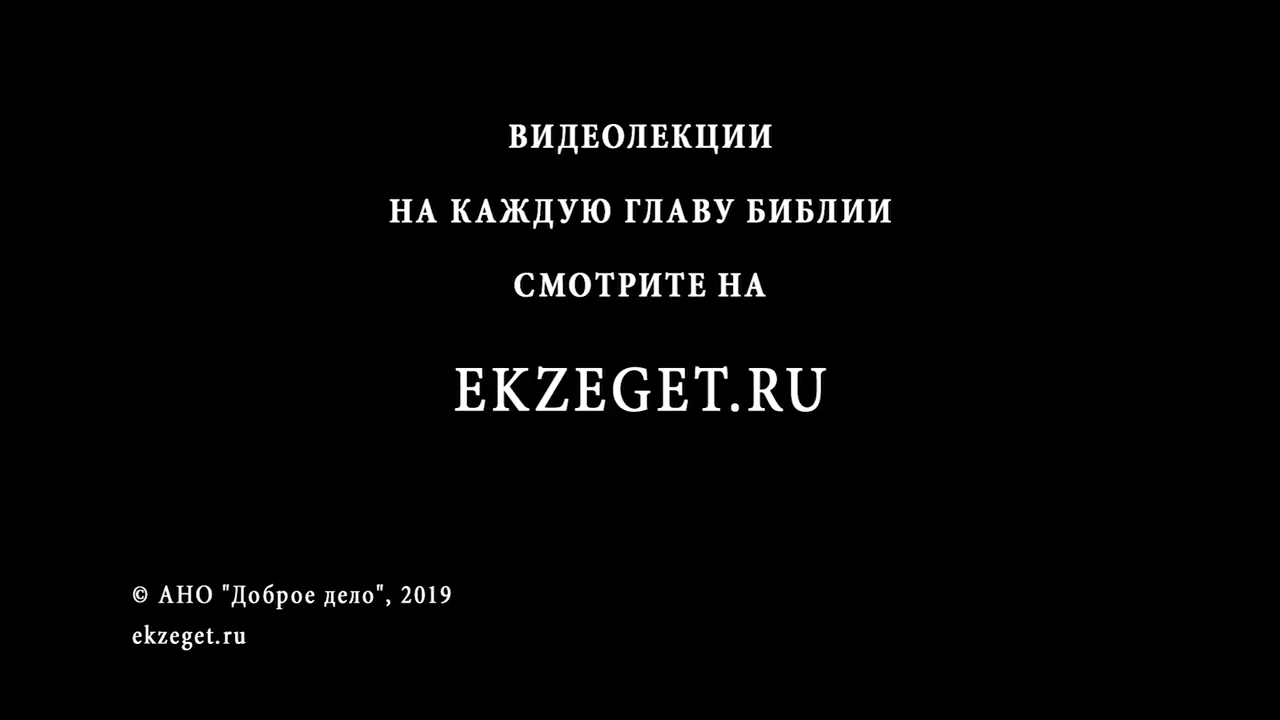 ВИДЕОЛЕКЦИИ
НА КАЖДУЮ ГЛАВУ БИБЛИИ
СМОТРИТЕ НА
EKZEGET.RU
© АНО "Доброе дело", 2019
ekzeget.ru